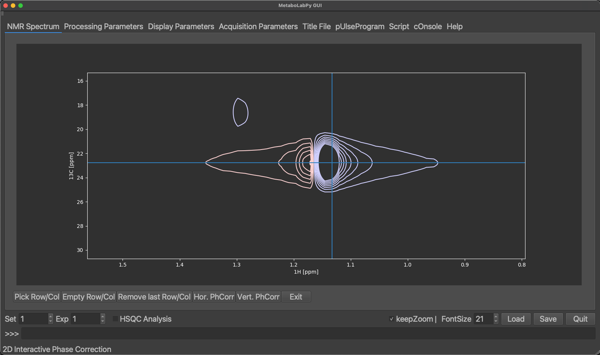 MetaboLabPy GUI
NMR Spectrum Processing Parameters Display Parameters Acquisition Parameters Title File pUlseProgram Script cOnsole Help
16
18
20
22
24
26
28
30
13C [ppm]
1.5 1.4 1.3 1.2 1.1 1.0 0.9 0.8
1H [ppm]
Pick Row/Col Empty Row/Col Remove last Row/Col Hor. PhCorr Vert. PhCorr Exit
Set 1 Exp 1 HSQC Analysis ✓ keepZoom | FontSize 21 Load Save Quit
>>>
2D Interactive Phase Correction